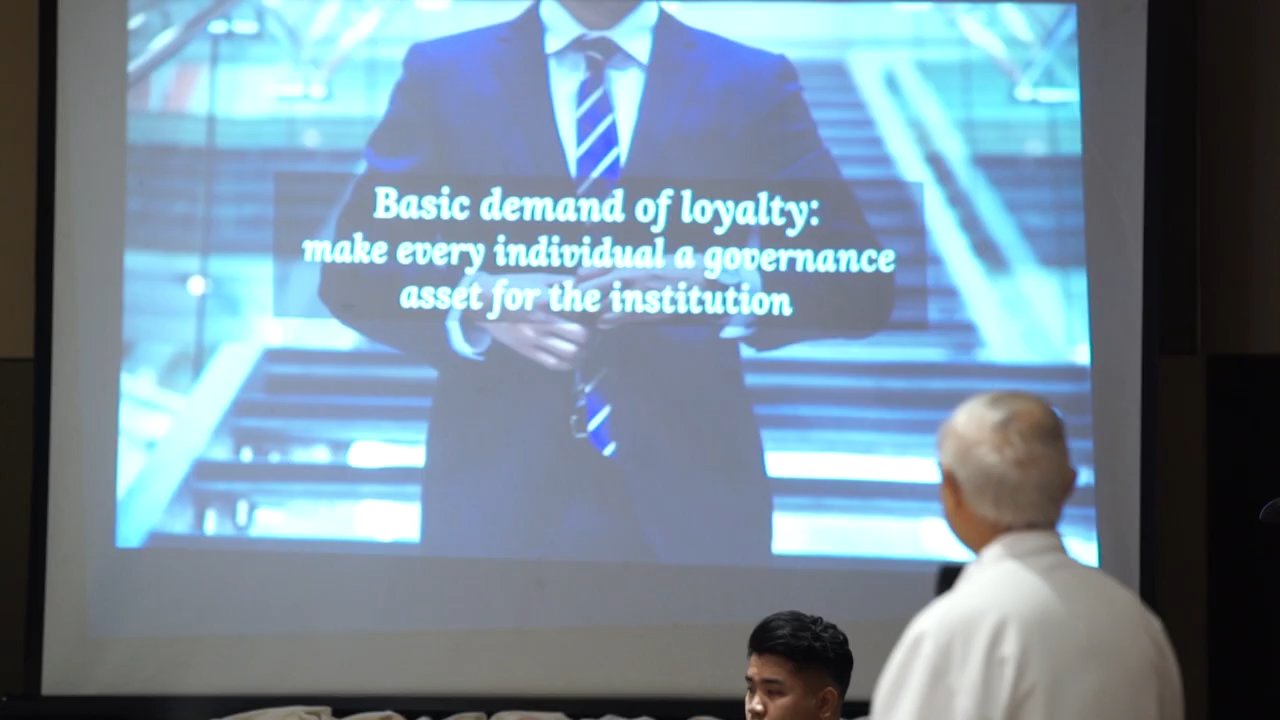 Basic demand of loyalty:
make every individual a governance
asset for the institution